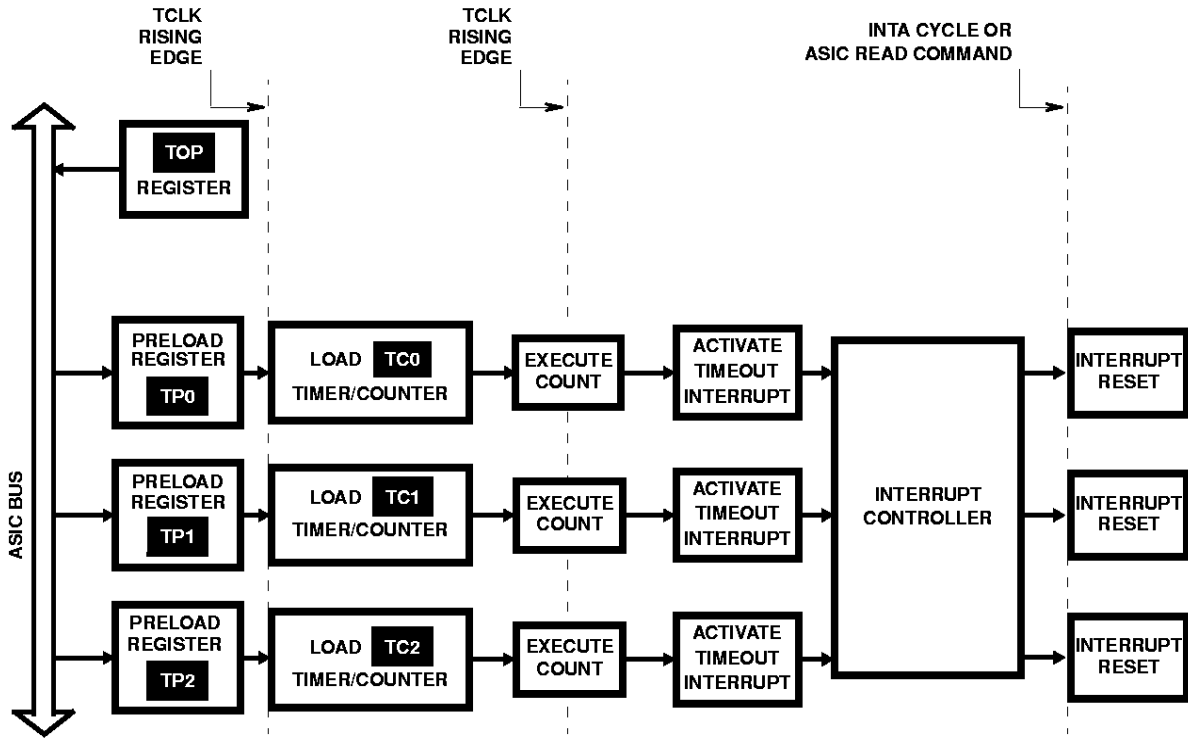 TCLK
RISING
EDGE
TCLK
RISING
EDGE
INTA CYCLE OR
ASIC READ COMMAND
TOP
REGISTER
ASIC BUS
PRELOAD
REGISTER
TP0
LOAD TC0
TIMER/COUNTER
EXECUTE
COUNT
ACTIVATE
TIMEOUT
INTERRUPT
INTERRUPT
RESET
PRELOAD
REGISTER
TP1
LOAD TC1
TIMER/COUNTER
EXECUTE
COUNT
ACTIVATE
TIMEOUT
INTERRUPT
INTERRUPT
CONTROLLER
INTERRUPT
RESET
PRELOAD
REGISTER
TP2
LOAD TC2
TIMER/COUNTER
EXECUTE
COUNT
ACTIVATE
TIMEOUT
INTERRUPT
INTERRUPT
RESET